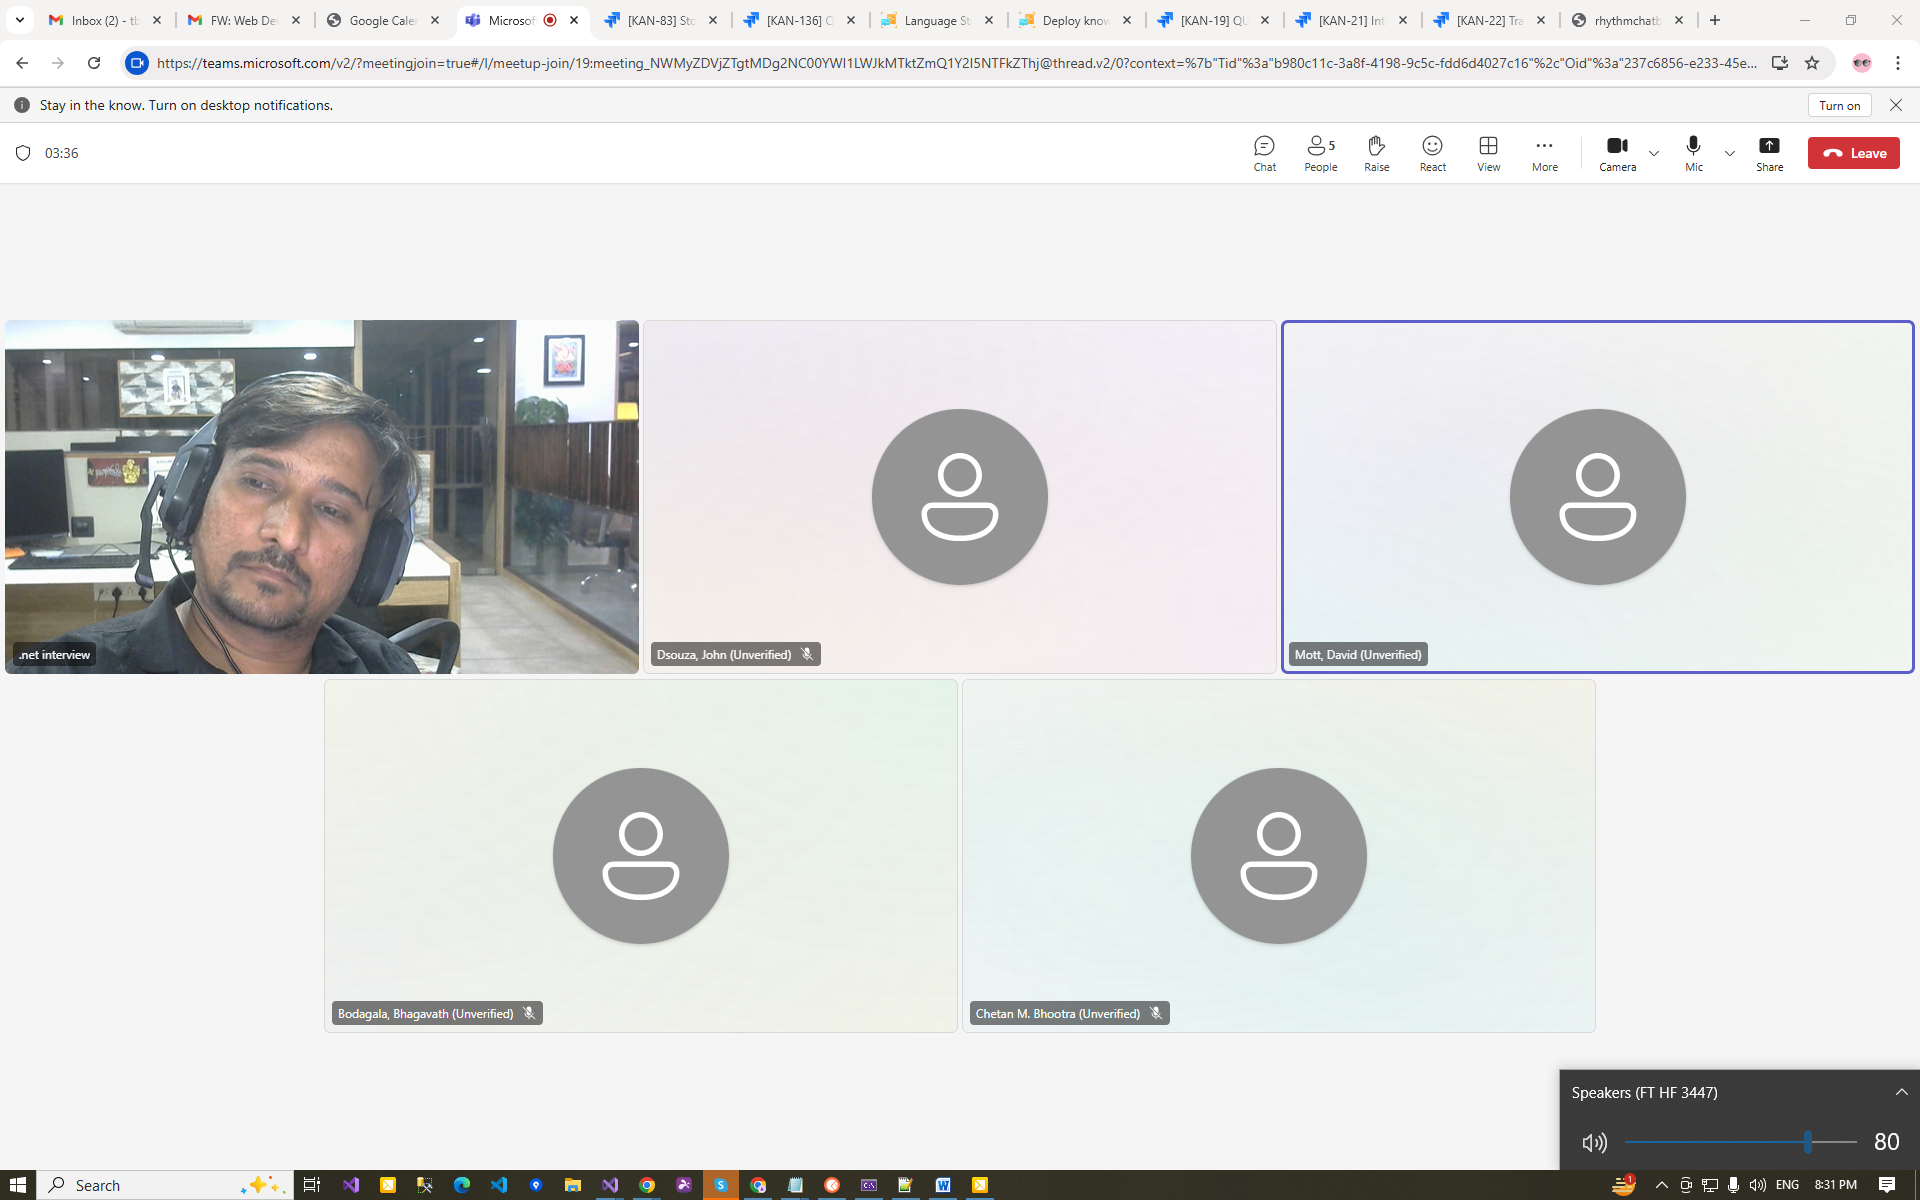 Inbox (2) - tb
FW: Web De
Google Cale
Microsof
[KAN-83] Sto
[KAN-136] Q
Language St
Deploy know
[KAN-19] QU
[KAN-21] Int
[KAN-22] Tra
rhythmchatb
https://teams.microsoft.com/v2/?meetingjoin=true#/l/meetup-join/19:meeting_NWMyZDVjZTgtMDg2NC00YWI1LWJkMTktZmQ1Y2I5NTFkZThj@thread.v2/0?context=%7b"Tid"%3a"b980c11c-3a8f-4198-9c5c-fdd6d4027c16"%2c"Oid"%3a"237c6856-e233-45e...
Stay in the know. Turn on desktop notifications.
Turn on
03:36
5
Chat
People
Raise
React
View
More
Camera
Mic
Share
Leave
.net interview
Dsouza, John (Unverified)
Mott, David (Unverified)
Bodagala, Bhagavath (Unverified)
Chetan M. Bhootra (Unverified)
Speakers (FT HF 3447)
80
Search
1
ENG
8:31 PM